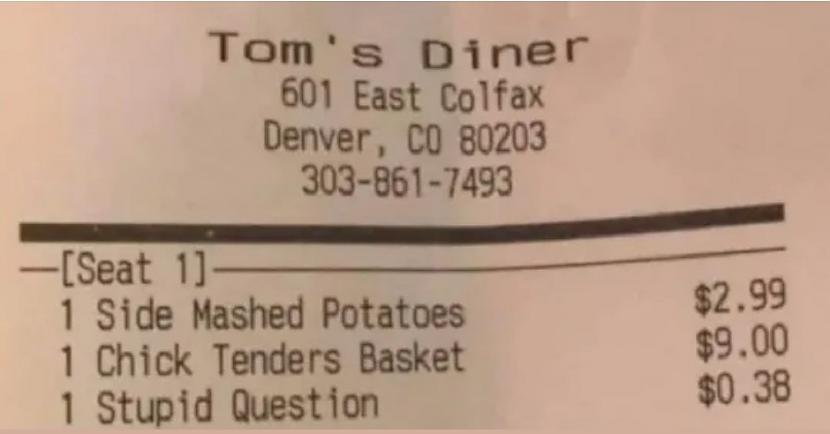 Tom's Diner
601 East Colfax
Denver, CO 80203
303-861-7493
[Seat 1]
1 Side Mashed Potatoes $2.99
1 Chick Tenders Basket $9.00
1 Stupid Question $0.38